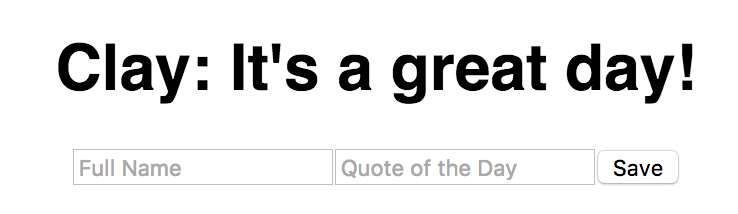 Clay: It's a great day!
Full Name Quote of the Day Save